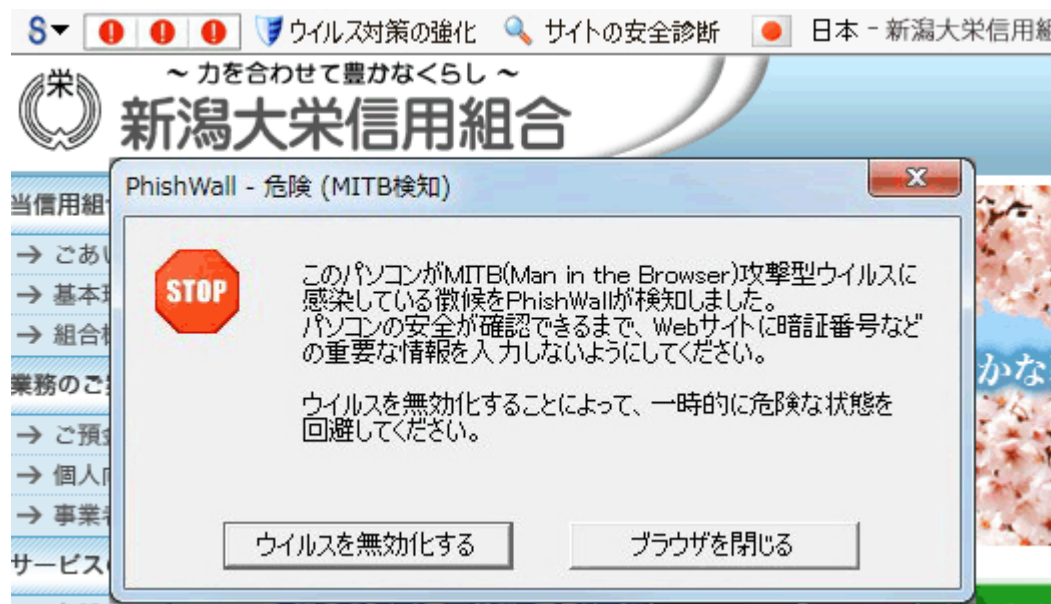 S
ウイルス対策の強化
サイトの安全診断
日本 - 新潟大栄信用組
栄
~ 力を合わせて豊かなくらし ~
新潟大栄信用組合
PhishWall - 危険 (MITB検知)
当信用組
STOP
このパソコンがMITB(Man in the Browser)攻撃型ウイルスに
感染している徴候をPhishWallが検知しました。
パソコンの安全が確認できるまで、Webサイトに暗証番号など
の重要な情報を入力しないようにしてください。
ウイルスを無効化することによって、一時的に危険な状態を
回避してください。
→ ごあい
→ 基本
→ 組合
業務のご
→ ご預
→ 個人
→ 事業
サービス
かな
ウイルスを無効化する
ブラウザを閉じる